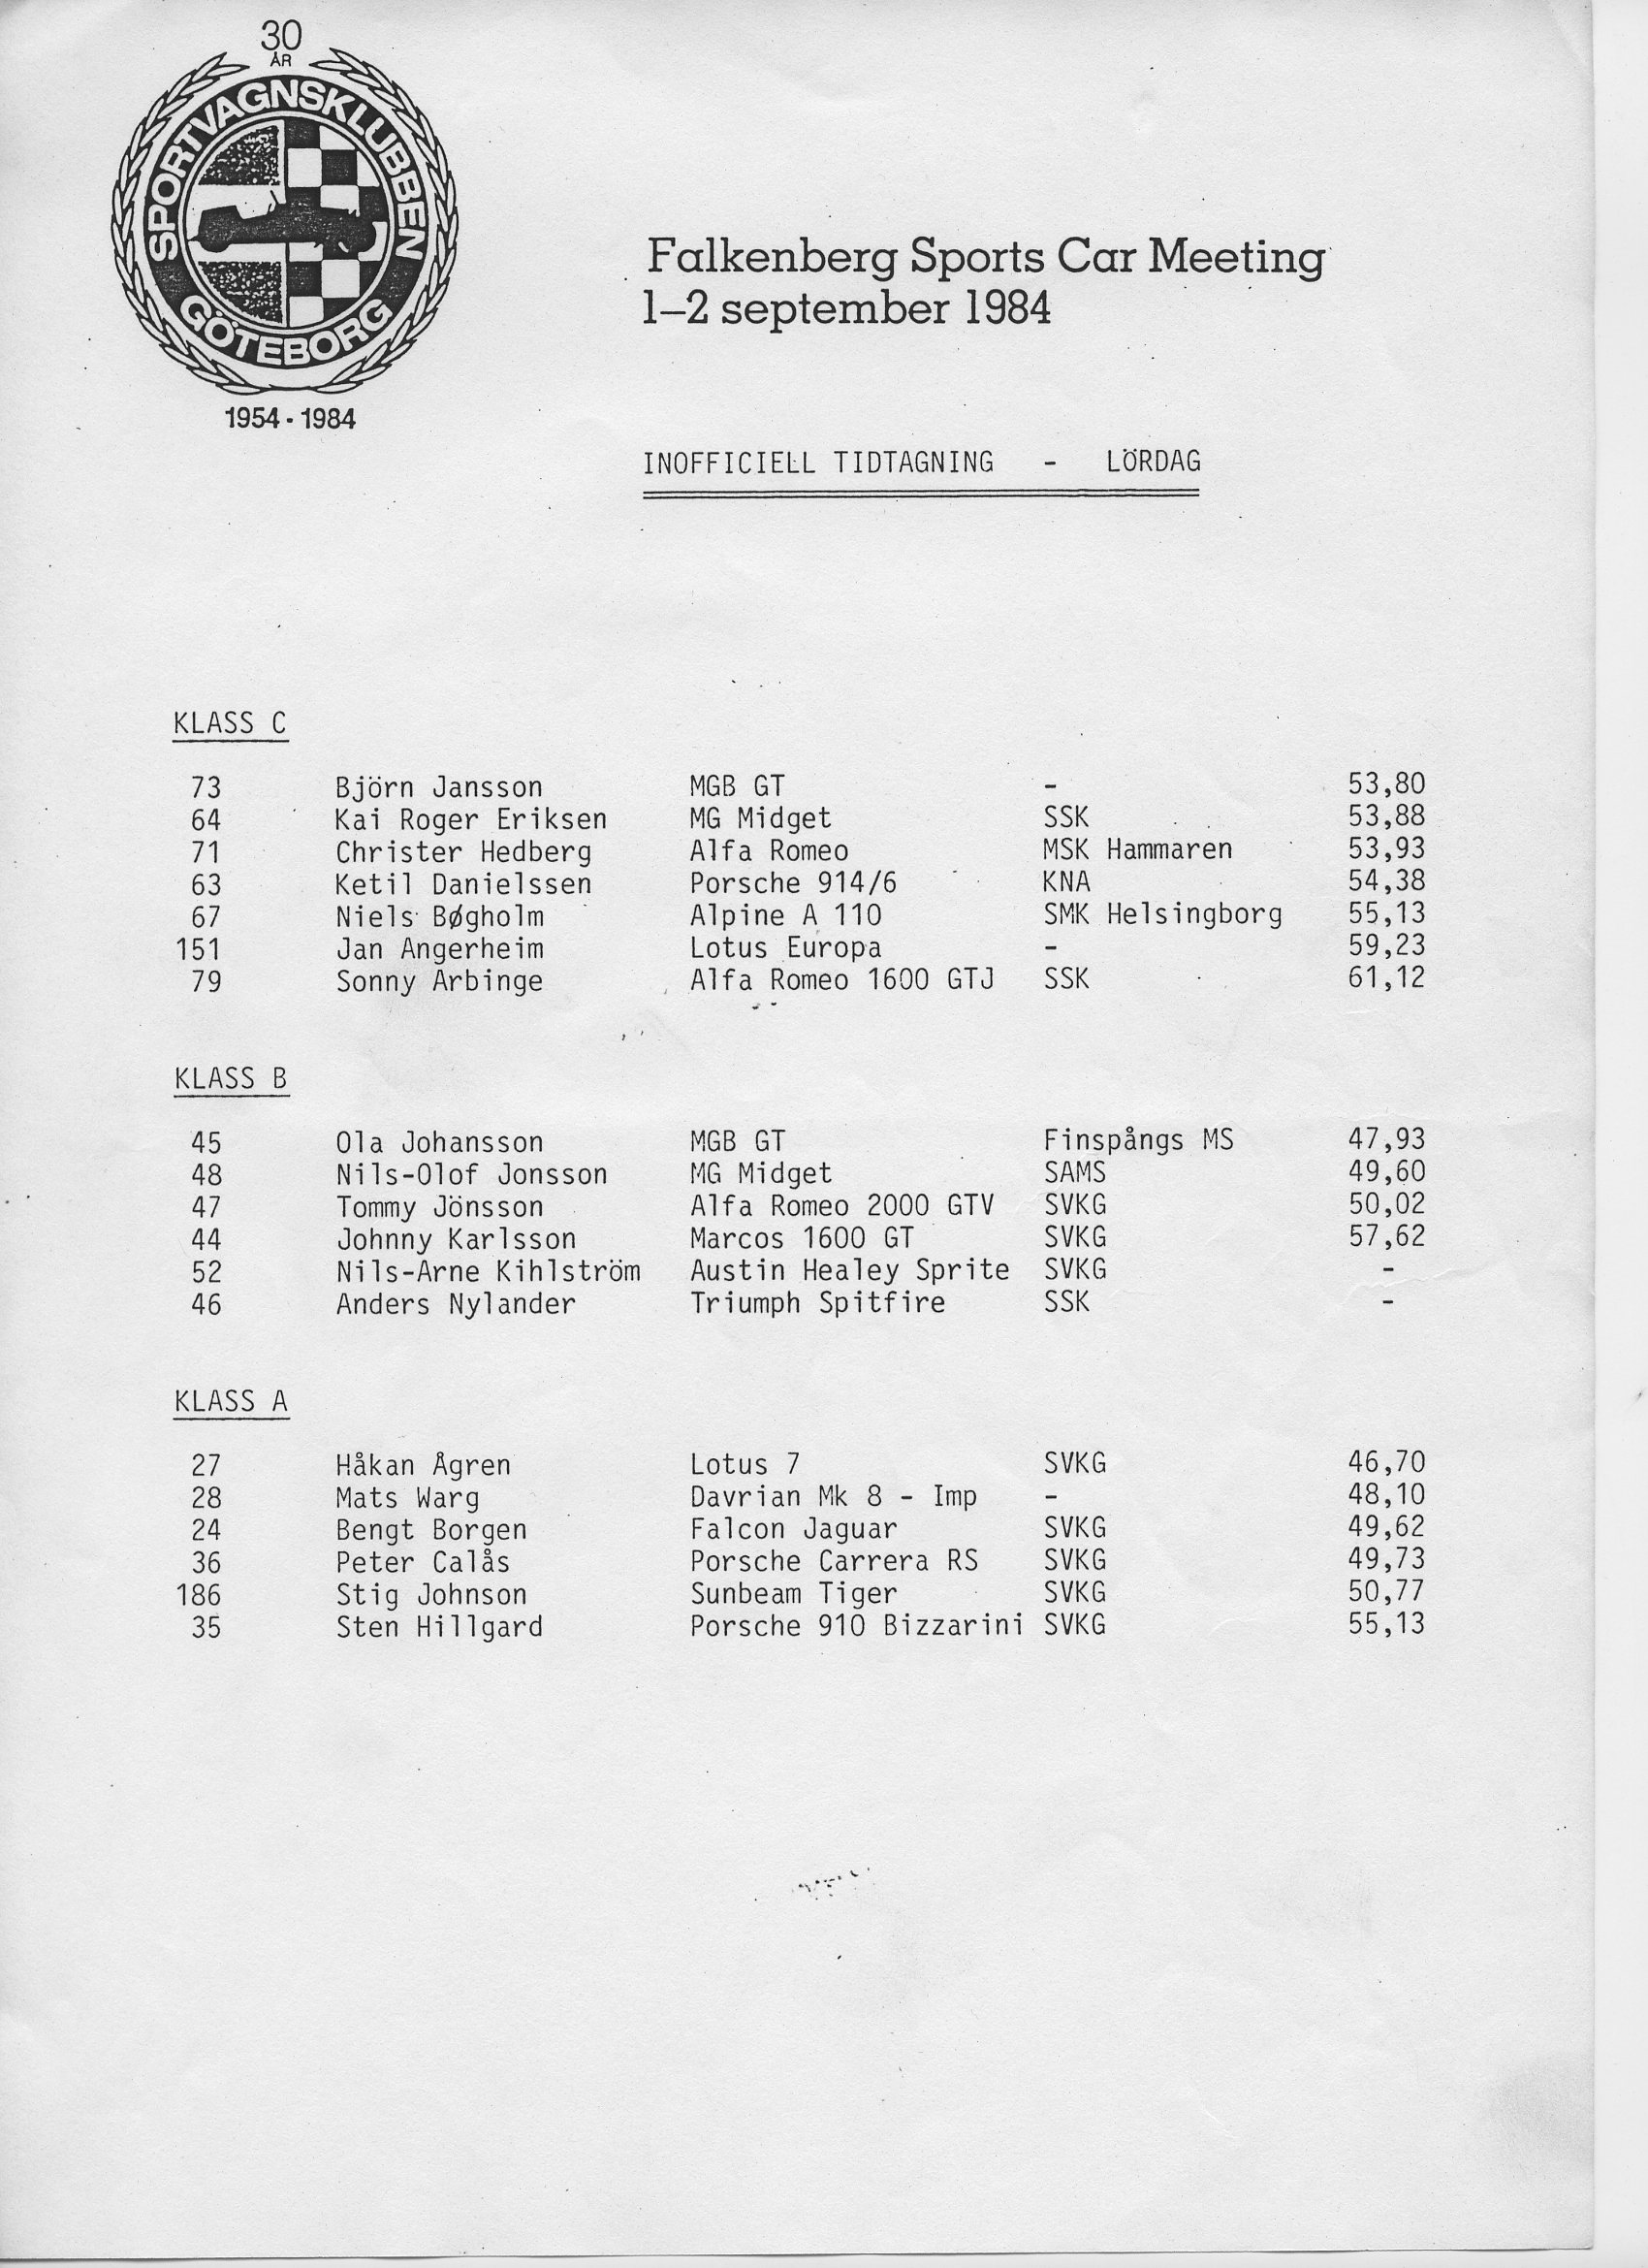 30
ÅR
SPORTVAGNSKLUBBEN
GÖTEBORG
1954-1984
Falkenberg Sports Car Meeting
1–2 september 1984
INOFFICIELL TIDTAGNING - LÖRDAG
KLASS C
73 Björn Jansson MGB GT - 53,80
64 Kai Roger Eriksen MG Midget SSK 53,88
71 Christer Hedberg Alfa Romeo MSK Hammaren 53,93
63 Ketil Danielssen Porsche 914/6 KNA 54,38
67 Niels Bøgholm Alpine A 110 SMK Helsingborg 55,13
151 Jan Angerheim Lotus Europa - 59,23
79 Sonny Arbinge Alfa Romeo 1600 GTJ SSK 61,12
KLASS B
45 Ola Johansson MGB GT Finspångs MS 47,93
48 Nils-Olof Jonsson MG Midget SAMS 49,60
47 Tommy Jönsson Alfa Romeo 2000 GTV SVKG 50,02
44 Johnny Karlsson Marcos 1600 GT SVKG 57,62
52 Nils-Arne Kihlström Austin Healey Sprite SVKG -
46 Anders Nylander Triumph Spitfire SSK -
KLASS A
27 Håkan Ågren Lotus 7 SVKG 46,70
28 Mats Warg Davrian Mk 8 - Imp - 48,10
24 Bengt Borgen Falcon Jaguar SVKG 49,62
36 Peter Calås Porsche Carrera RS SVKG 49,73
186 Stig Johnson Sunbeam Tiger SVKG 50,77
35 Sten Hillgard Porsche 910 Bizzarini SVKG 55,13